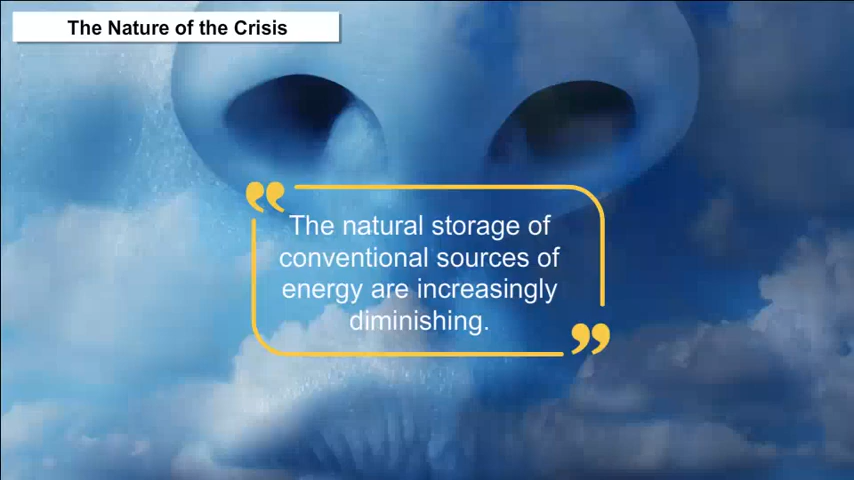 The Nature of the Crisis
The natural storage of
conventional sources of
energy are increasingly
diminishing.